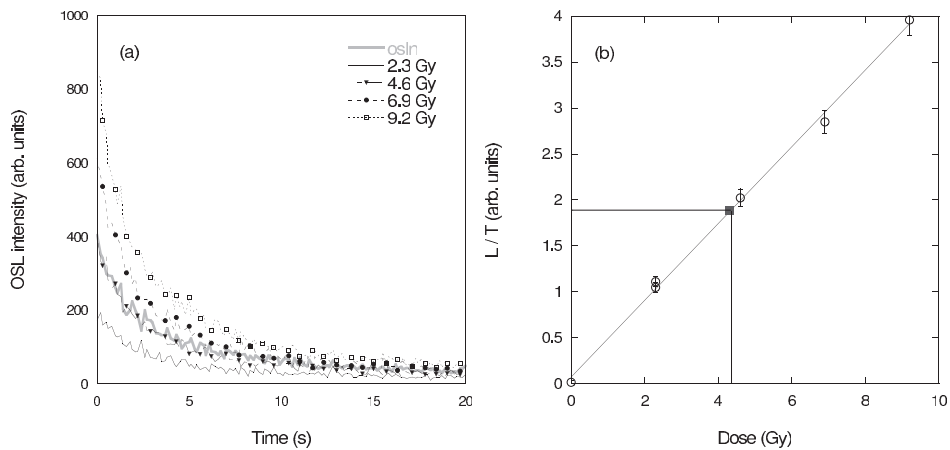 (a)
osln
2.3 Gy
4.6 Gy
6.9 Gy
9.2 Gy
1000
800
600
400
200
0
0
5
10
15
20
OSL intensity (arb. units)
Time (s)
(b)
4
3.5
3
2.5
2
1.5
1
0.5
0
0
2
4
6
8
10
L / T (arb. units)
Dose (Gy)